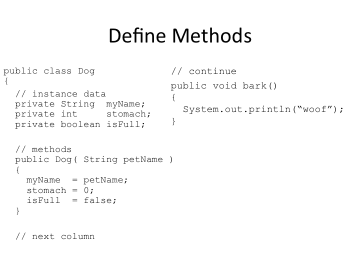 Define Methods
public class Dog
{
// instance data
private String myName;
private int stomach;
private boolean isFull;
// methods
public Dog( String petName )
{
myName = petName;
stomach = 0;
isFull = false;
}
// next column
// continue
public void bark()
{
System.out.println(“woof”);
}